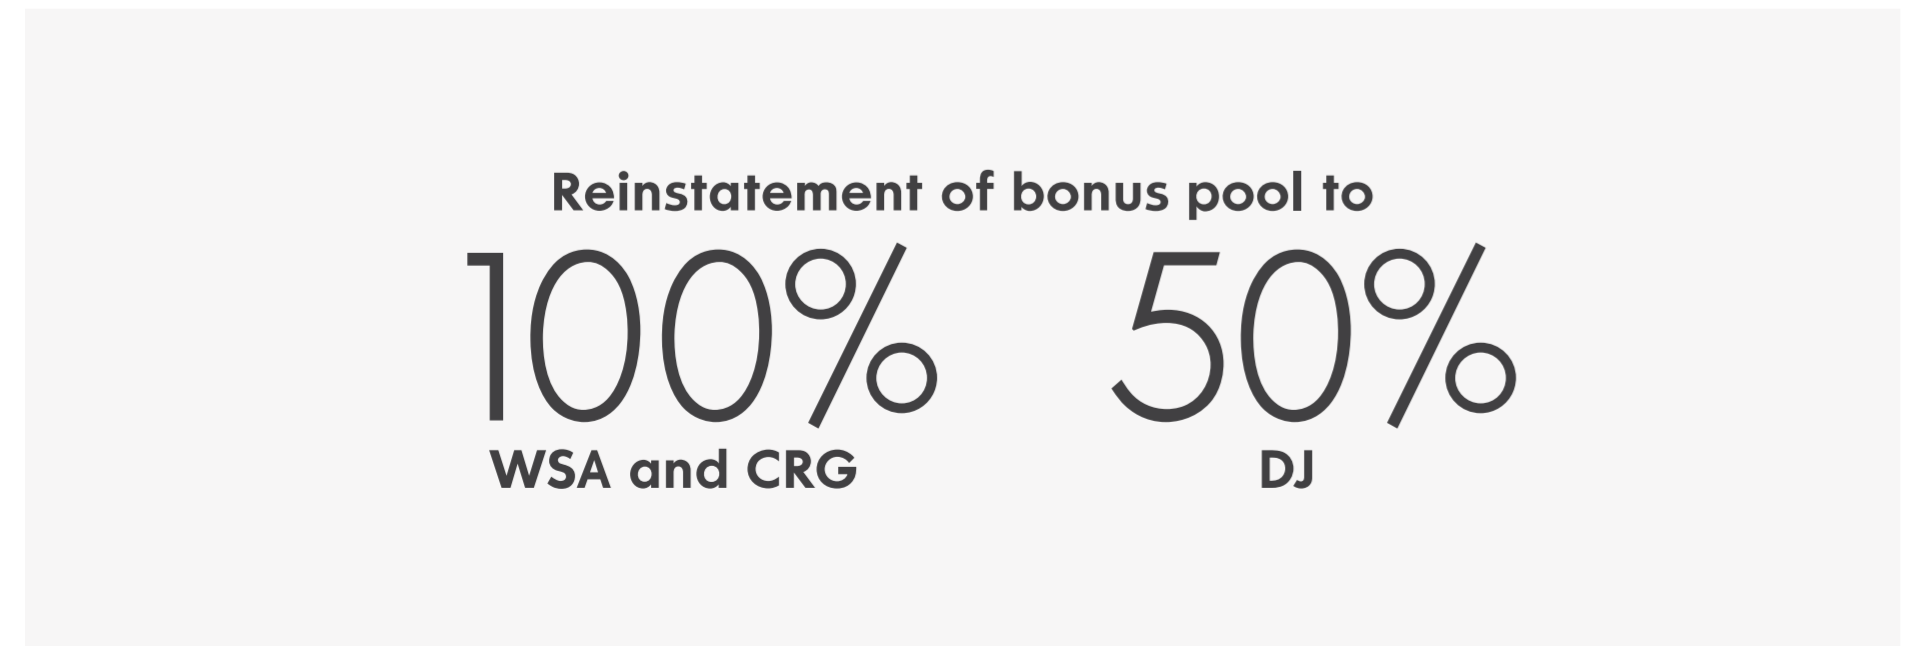 Reinstatement of bonus pool to
100% 50%
WSA and CRG DJ